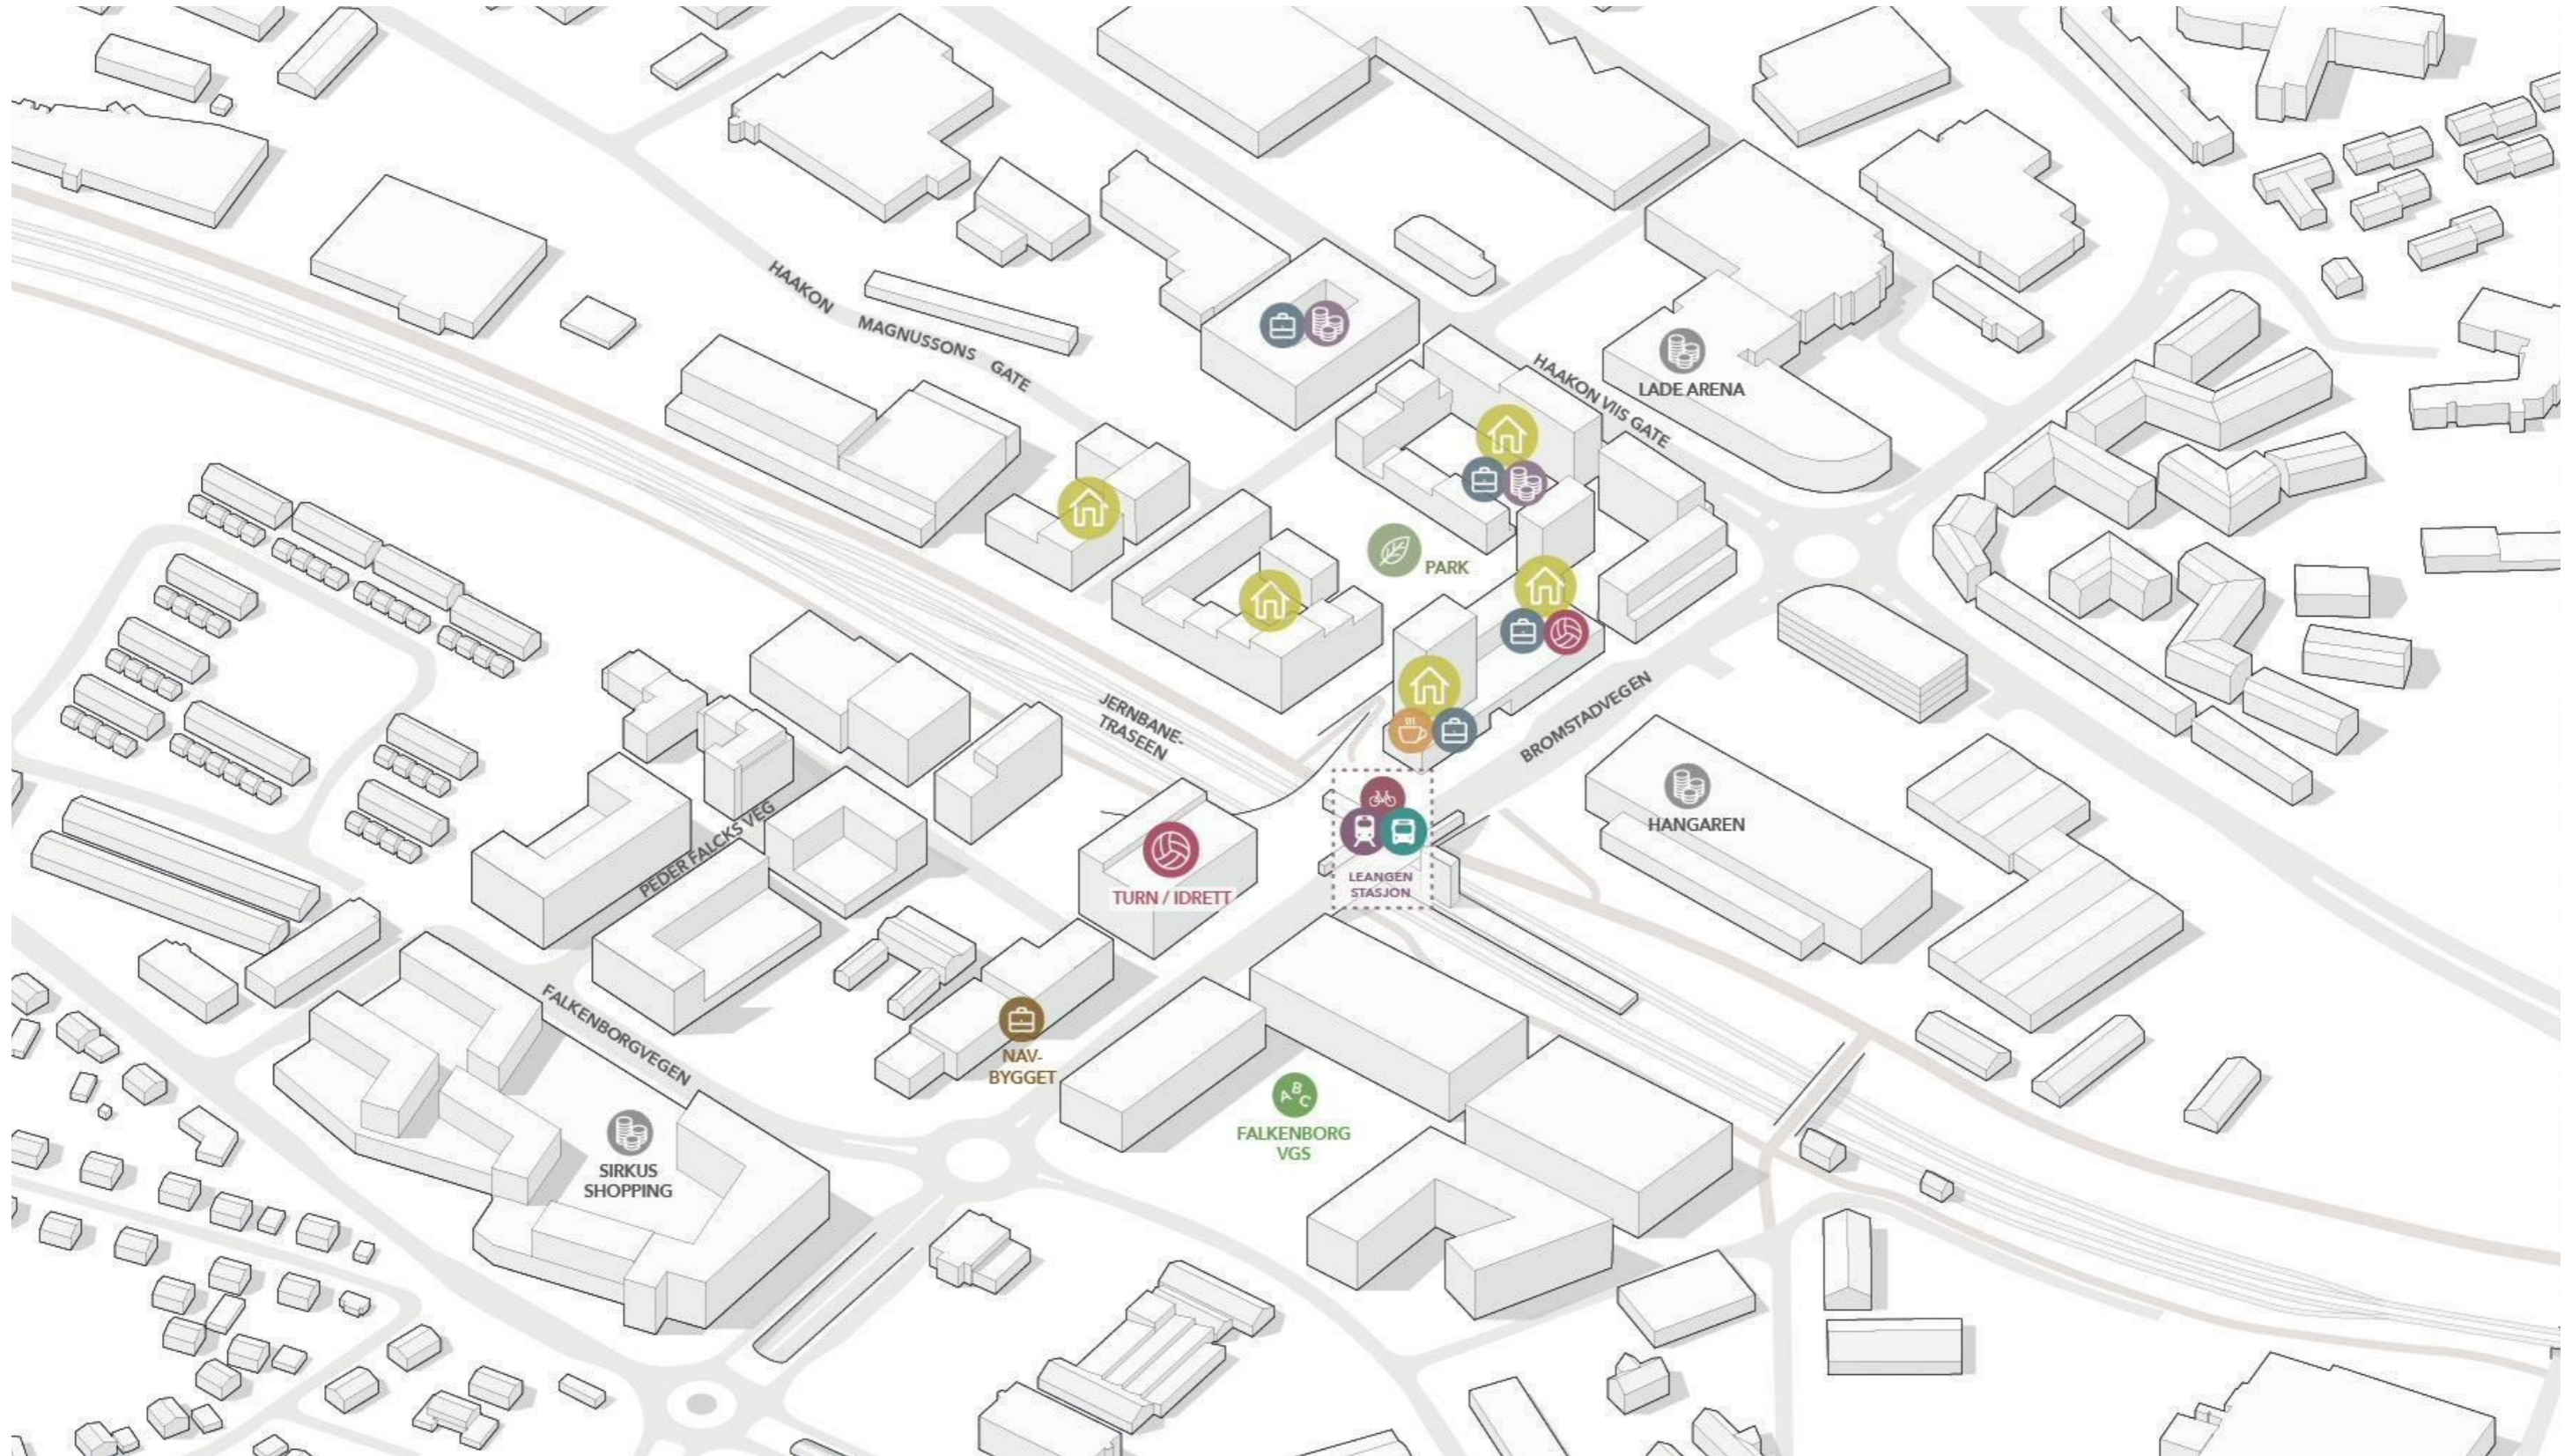 HAAKON MAGNUSSONS GATE
HAAKON VIIS GATE
LADE ARENA
PARK
JERNBANE-
TRASEEN
BROMSTADVEGEN
HANGAREN
PEDER FALCKS VEG
TURN / IDRETT
LEANGEN
STASJON
FALKENBORGVEGEN
NAV-
BYGGET
A B C
FALKENBORG
VGS
SIRKUS
SHOPPING